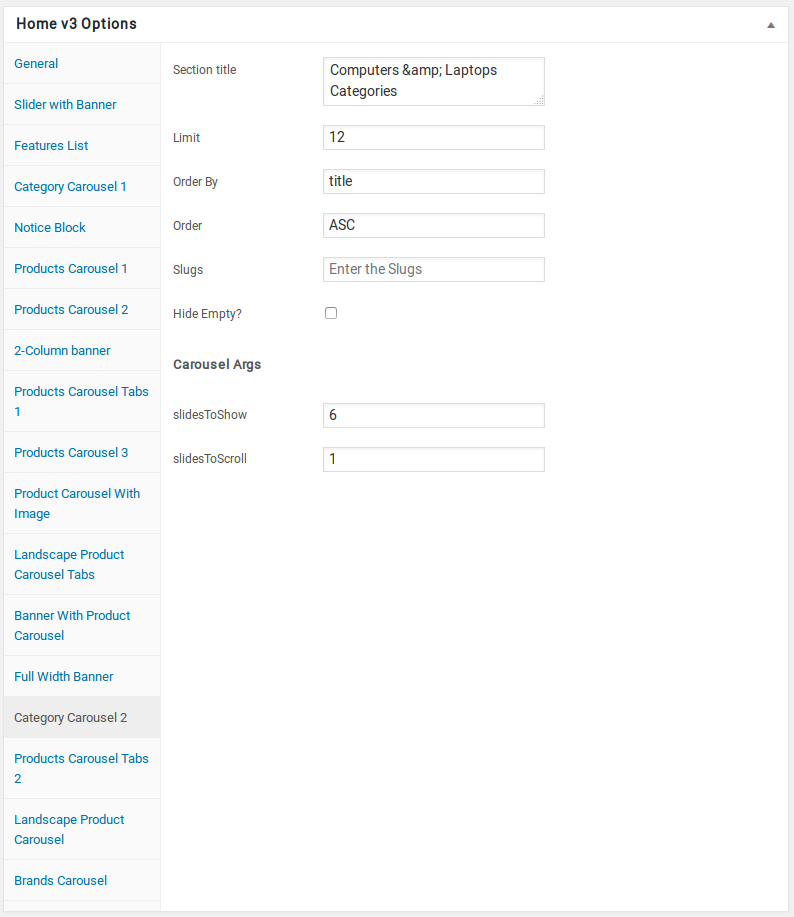 Home v3 Options
General
Slider with Banner
Features List
Category Carousel 1
Notice Block
Products Carousel 1
Products Carousel 2
2-Column banner
Products Carousel Tabs
1
Products Carousel 3
Product Carousel With
Image
Landscape Product
Carousel Tabs
Banner With Product
Carousel
Full Width Banner
Category Carousel 2
Products Carousel Tabs
2
Landscape Product
Carousel
Brands Carousel
Section title
Computers &amp; Laptops
Categories
Limit
12
Order By
title
Order
ASC
Slugs
Enter the Slugs
Hide Empty?
Carousel Args
slidesToShow
6
slidesToScroll
1